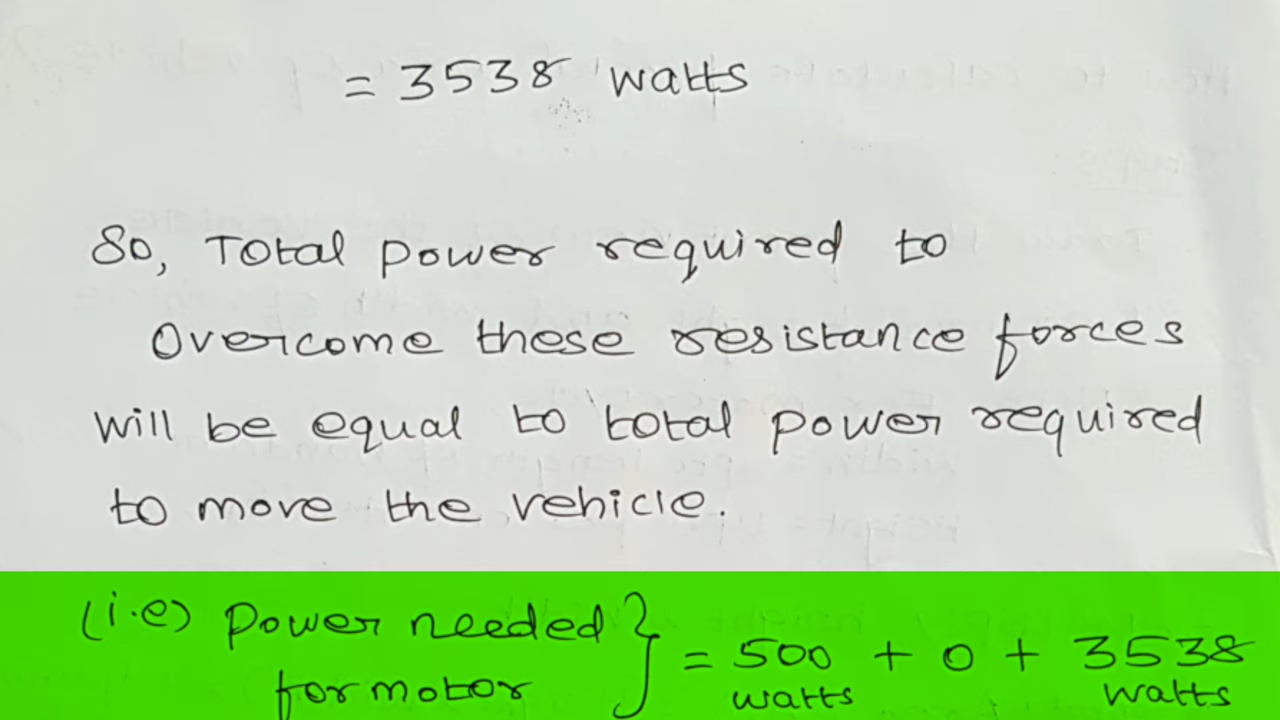 = 3538 watts
So, Total power required to
overcome these resistance forces
will be equal to total power required
to move the vehicle.
(i.e) power needed } = 500 + 0 + 3538
for motor watts watts